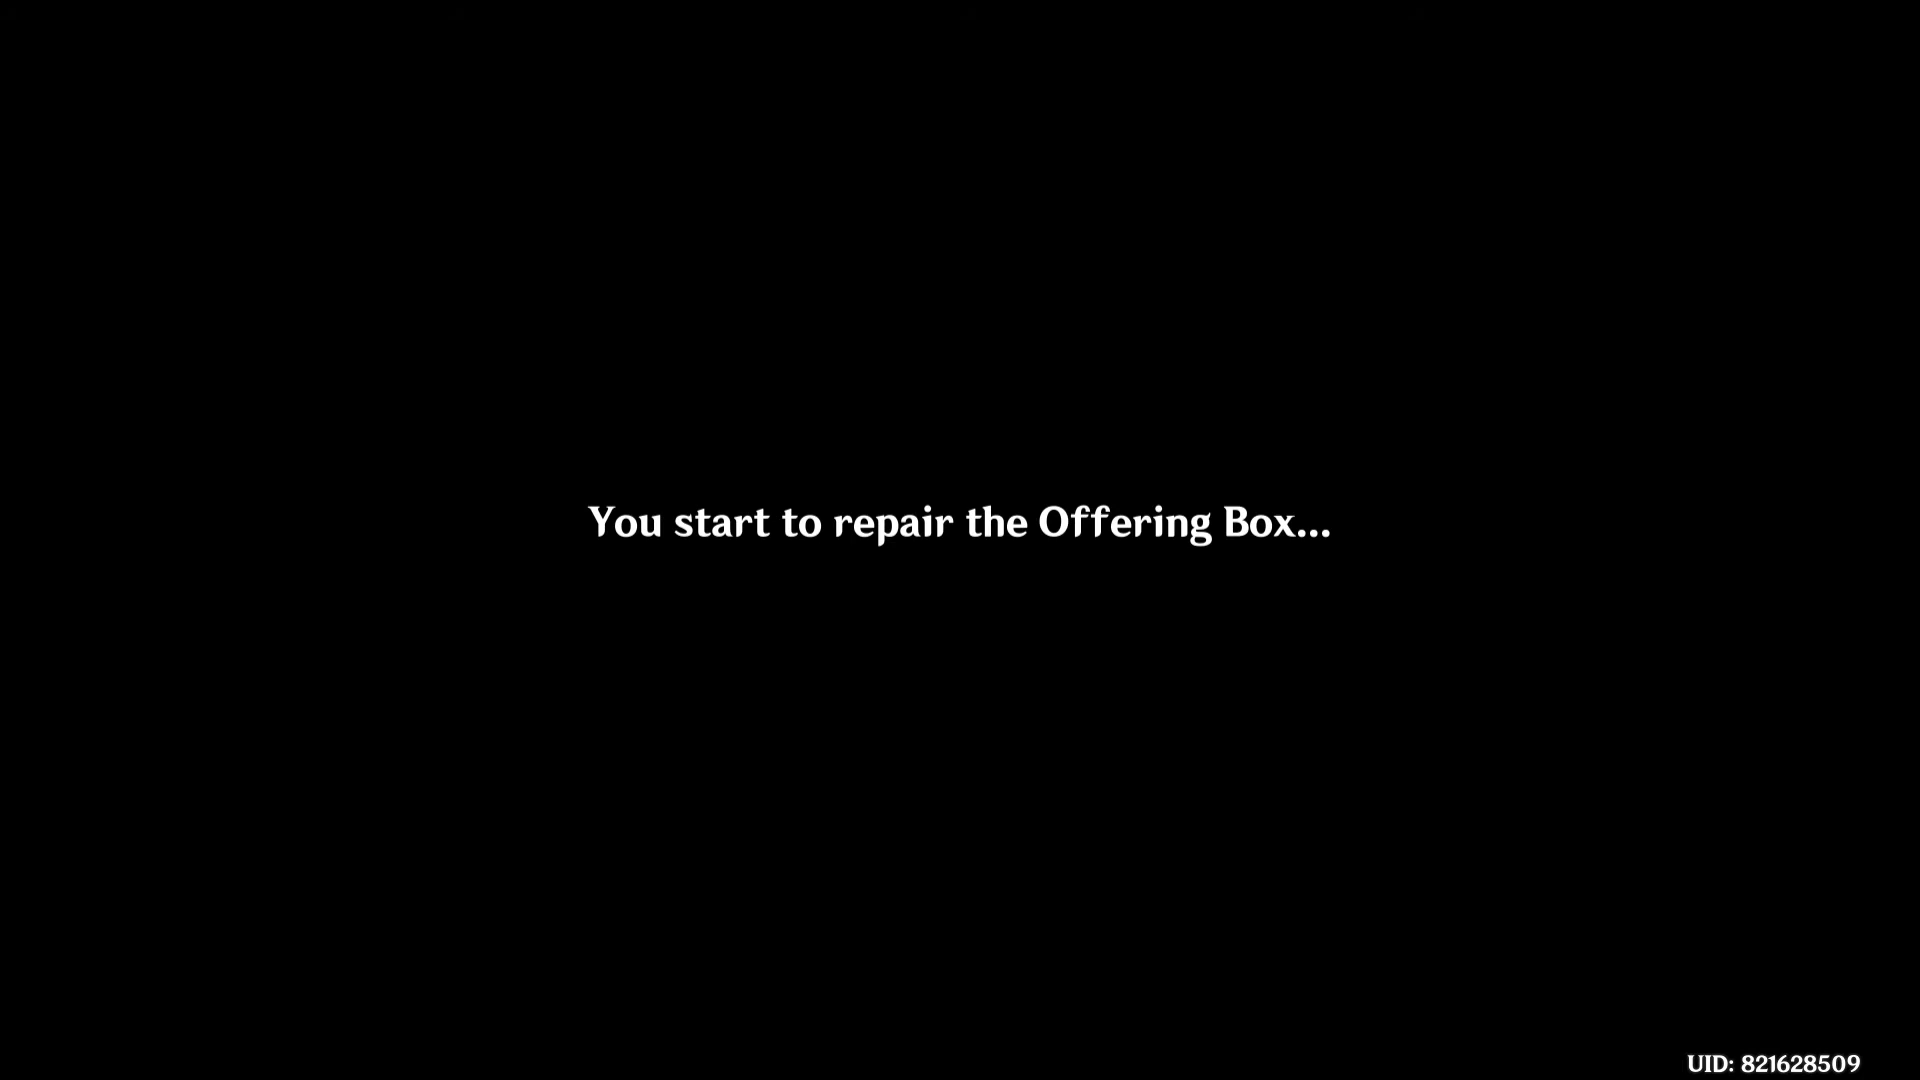 You start to repair the Offering Box...
UID: 821628509